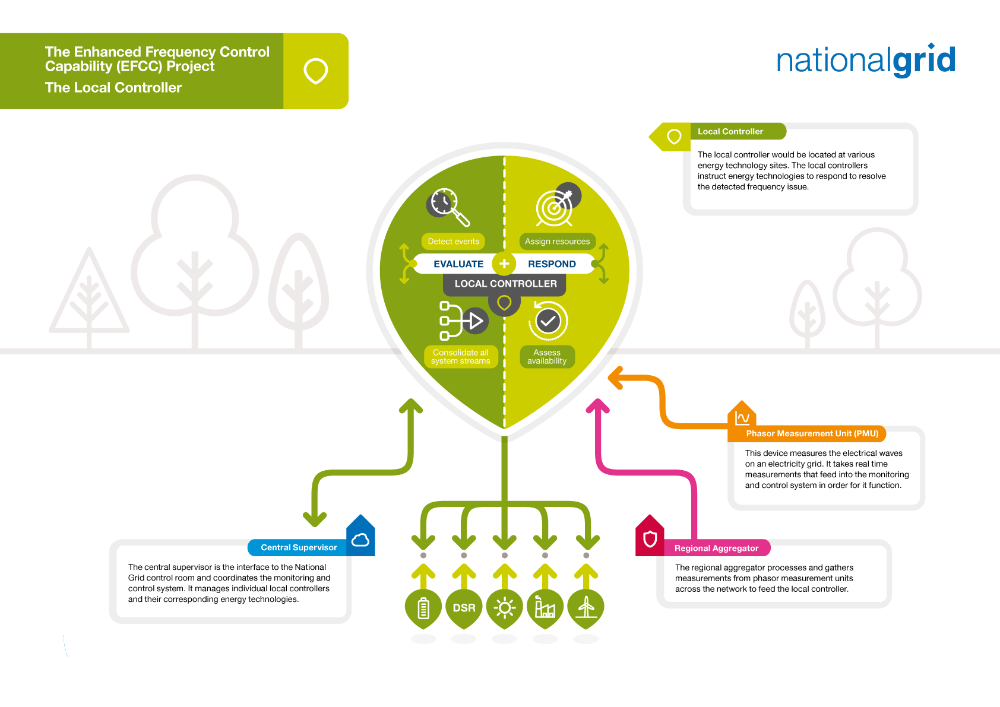 The Enhanced Frequency Control
Capability (EFCC) Project
The Local Controller
nationalgrid
Local Controller
The local controller would be located at various
energy technology sites. The local controllers
instruct energy technologies to respond to resolve
the detected frequency issue.
Detect events
Assign resources
EVALUATE + RESPOND
LOCAL CONTROLLER
Consolidate all
system streams
Assess
availability
Phasor Measurement Unit (PMU)
This device measures the electrical waves
on an electricity grid. It takes real time
measurements that feed into the monitoring
and control system in order for it function.
Central Supervisor
The central supervisor is the interface to the National
Grid control room and coordinates the monitoring and
control system. It manages individual local controllers
and their corresponding energy technologies.
Regional Aggregator
The regional aggregator processes and gathers
measurements from phasor measurement units
across the network to feed the local controller.
DSR